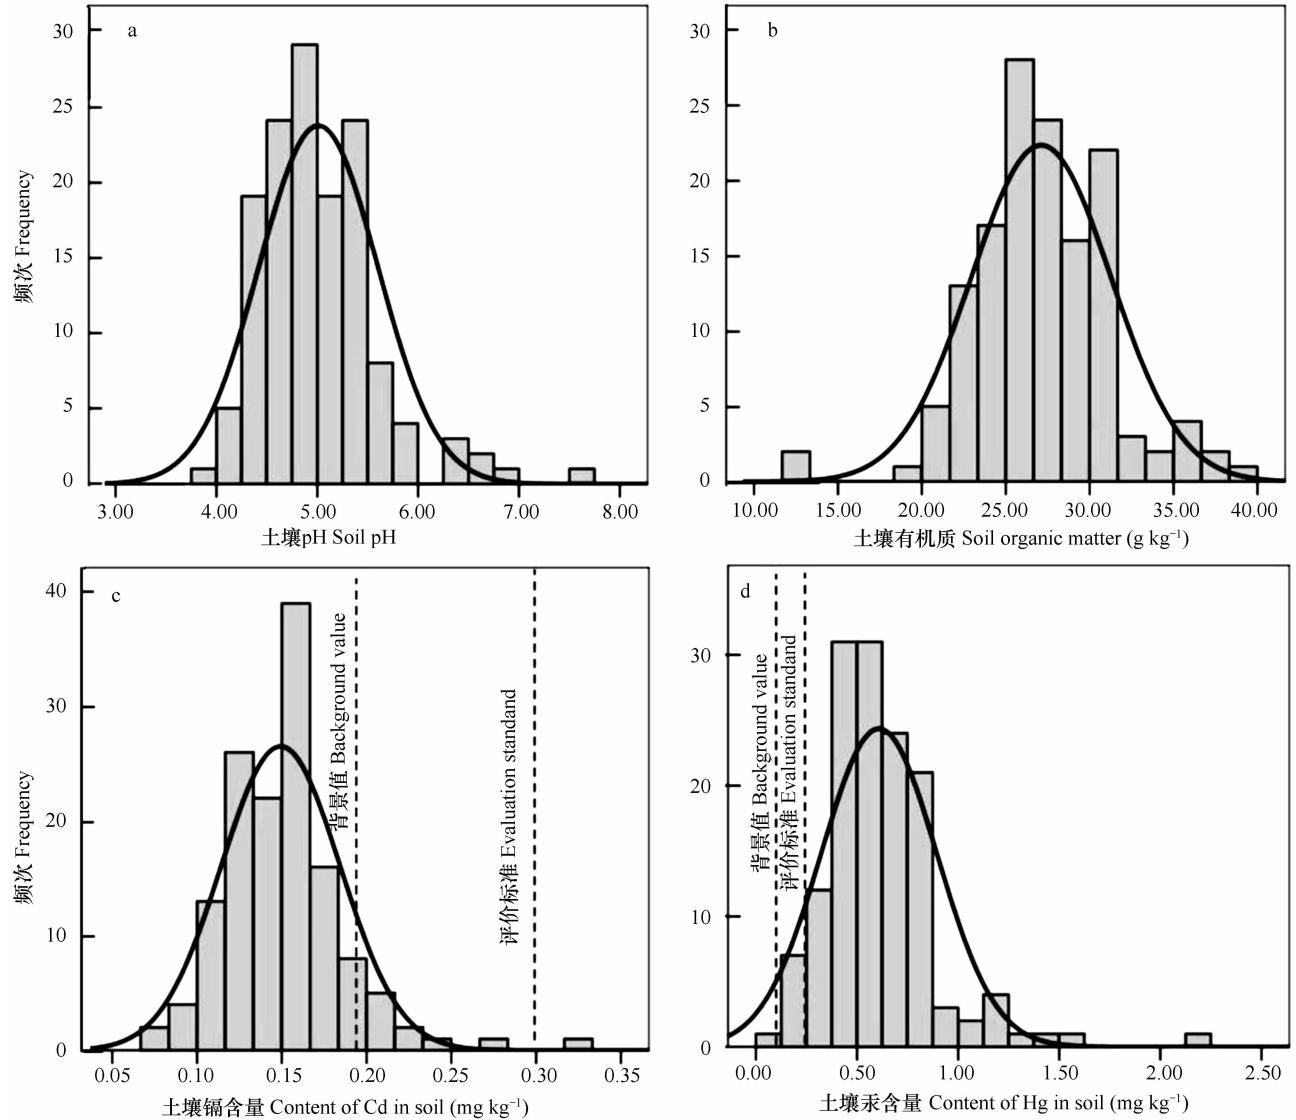 a
30
25
20
15
10
5
0
频次 Frequency
3.00 4.00 5.00 6.00 7.00 8.00
土壤pH Soil pH
b
30
25
20
15
10
5
0
10.00 15.00 20.00 25.00 30.00 35.00 40.00
土壤有机质 Soil organic matter (g kg⁻¹)
c
40
30
20
10
0
频次 Frequency
背景值 Background value
评价标准 Evaluation standand
0.05 0.10 0.15 0.20 0.25 0.30 0.35
土壤镉含量 Content of Cd in soil (mg kg⁻¹)
d
30
20
10
0
背景值 Background value
评价标准 Evaluation standand
0.00 0.50 1.00 1.50 2.00 2.50
土壤汞含量 Content of Hg in soil (mg kg⁻¹)